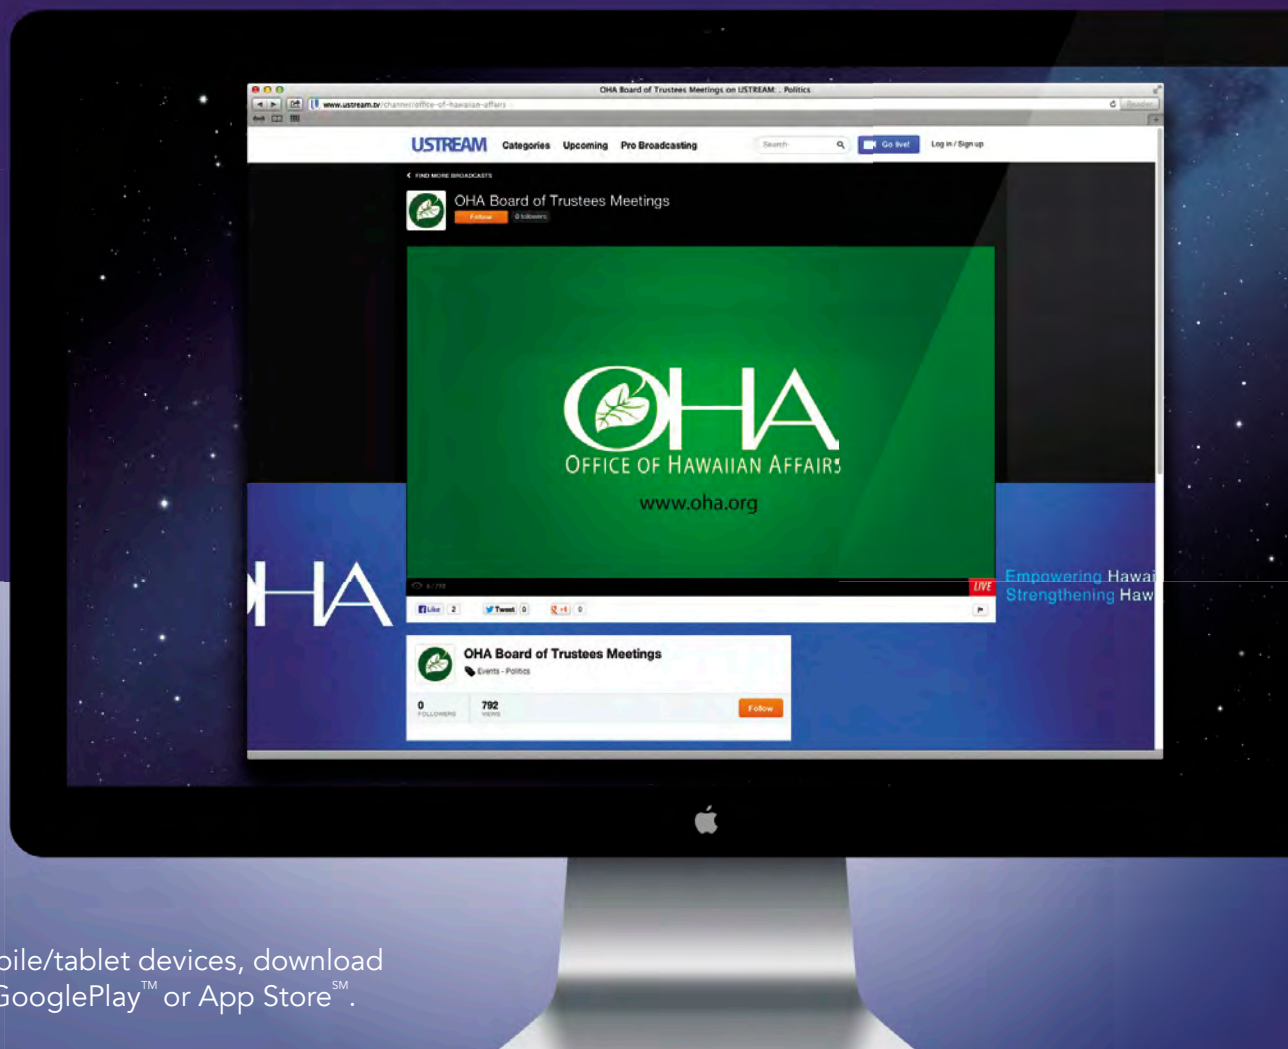 OHA Board of Trustees Meetings on USTREAM. . Politics
www.ustream.tv/channel/office-of-hawaiian-affairs
Reader
USTREAM Categories Upcoming Pro Broadcasting Search Go live! Log in / Sign up
FIND MORE BROADCASTS
OHA Board of Trustees Meetings
Follow 0 followers
OHA
OFFICE OF HAWAIIAN AFFAIRS
www.oha.org
LIVE
HA
Empowering Hawai
Strengthening Haw
Like 2 Tweet 0 +1 0
OHA Board of Trustees Meetings
Events - Politics
0 792
FOLLOWERS VIEWS
Follow
bile/tablet devices, download
GooglePlay™ or App Store℠.